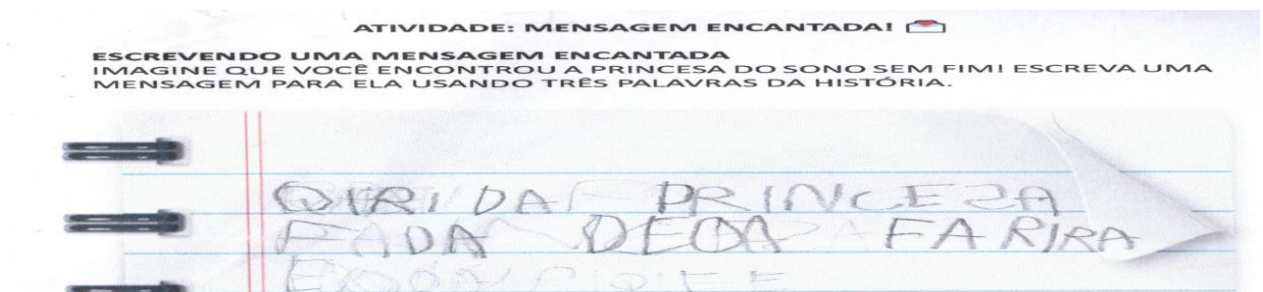 ATIVIDADE: MENSAGEM ENCANTADA!
ESCREVENDO UMA MENSAGEM ENCANTADA
IMAGINE QUE VOCÊ ENCONTROU A PRINCESA DO SONO SEM FIM! ESCREVA UMA
MENSAGEM PARA ELA USANDO TRÊS PALAVRAS DA HISTÓRIA.
QIRIDA PRINCEZA
FADA DEOA FARIRA